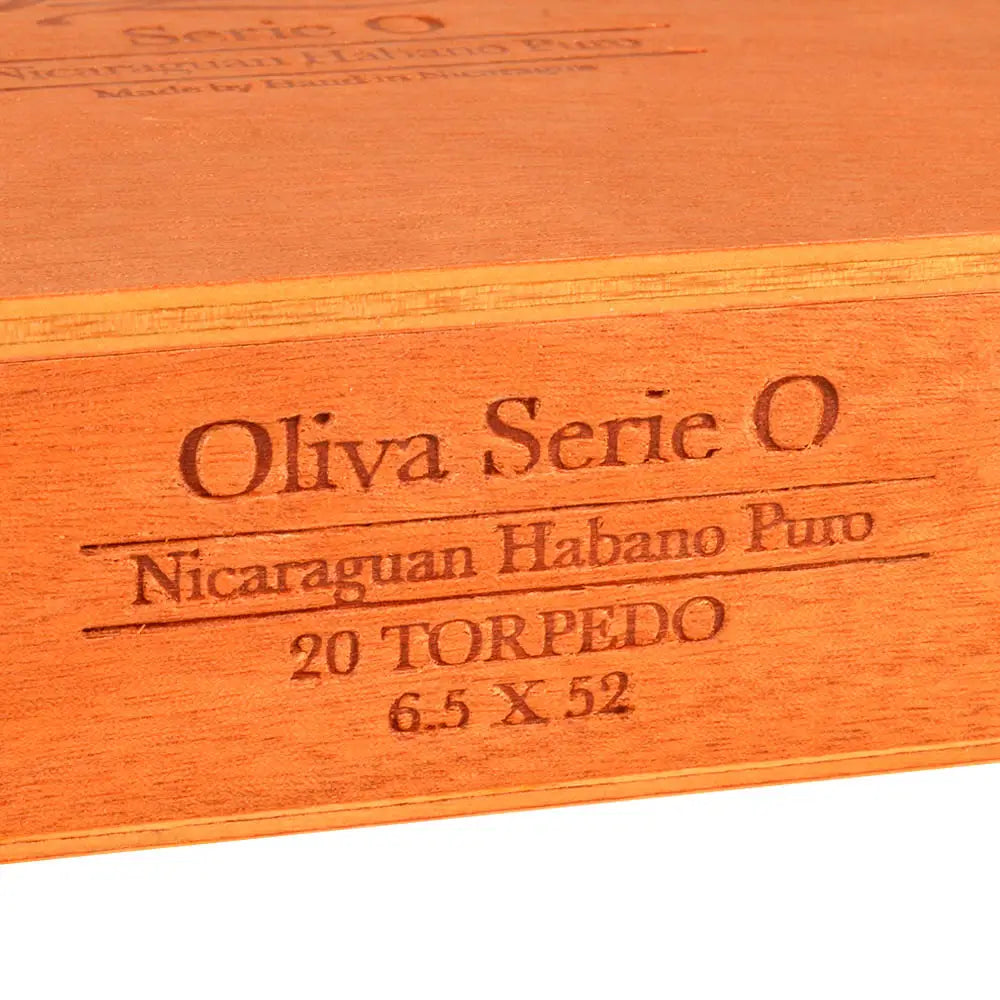 Serie O
Nicaraguan Habano Puro
Made by Hand in Nicaragua
Oliva Serie O
Nicaraguan Habano Puro
20 TORPEDO
6.5 X 52